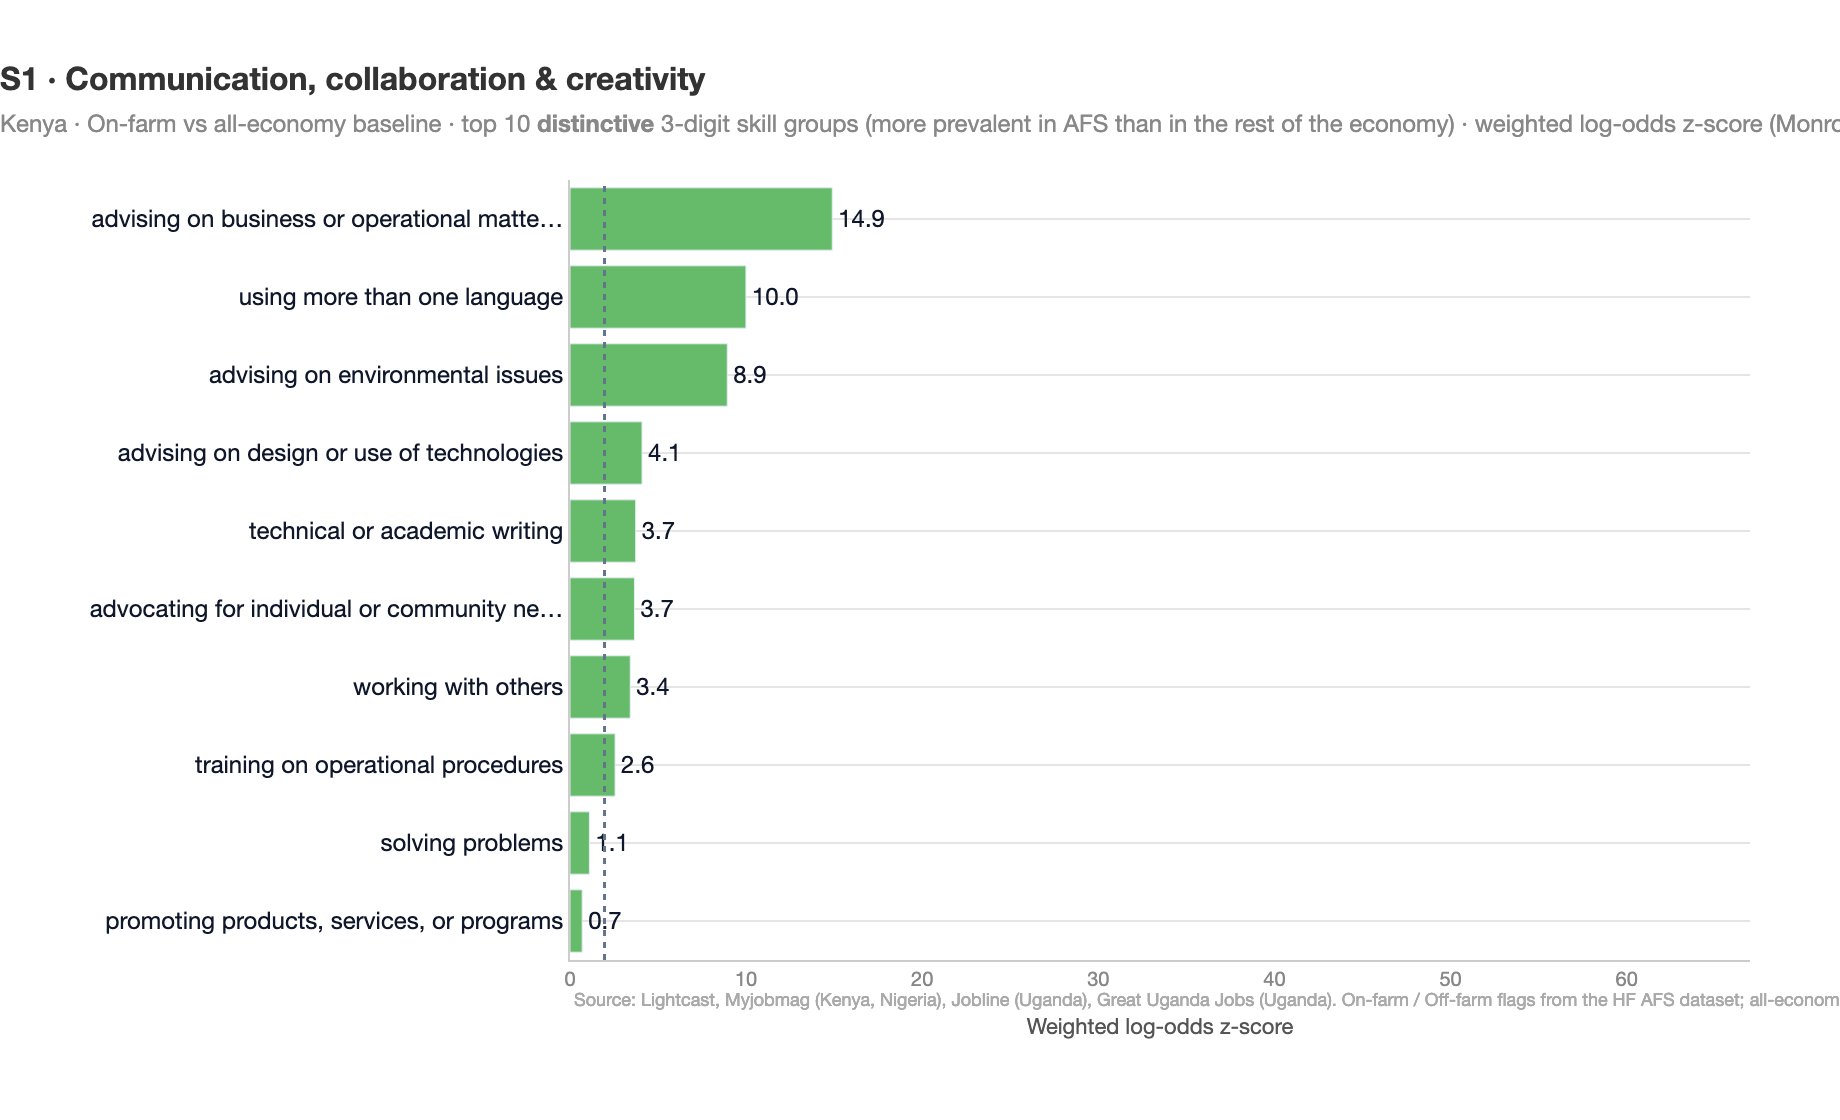 S1 · Communication, collaboration & creativity
Kenya · On-farm vs all-economy baseline · top 10 distinctive 3-digit skill groups (more prevalent in AFS than in the rest of the economy) · weighted log-odds z-score (Monro
advising on business or operational matte… 14.9
using more than one language 10.0
advising on environmental issues 8.9
advising on design or use of technologies 4.1
technical or academic writing 3.7
advocating for individual or community ne… 3.7
working with others 3.4
training on operational procedures 2.6
solving problems 1.1
promoting products, services, or programs 0.7
0 10 20 30 40 50 60
Source: Lightcast, Myjobmag (Kenya, Nigeria), Jobline (Uganda), Great Uganda Jobs (Uganda). On-farm / Off-farm flags from the HF AFS dataset; all-econom
Weighted log-odds z-score